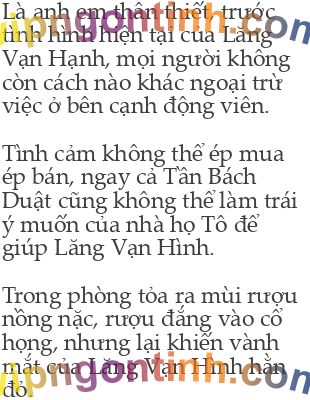 Là anh em thân thiết, trước
tình hình hiện tại của Lăng
Vạn Hạnh, mọi người không
còn cách nào khác ngoại trừ
việc ở bên cạnh động viên.
Tình cảm không thể ép mua
ép bán, ngay cả Tần Bách
Duật cũng không thể làm trái
ý muốn của nhà họ Tô để
giúp Lăng Vạn Hình.
Trong phòng tỏa ra mùi rượu
nồng nặc, rượu đắng vào cổ
họng, nhưng lại khiến vành
mắt của Lăng Vạn Hình hằn
đỏ.
vipngontinh.com
vipngontinh.com